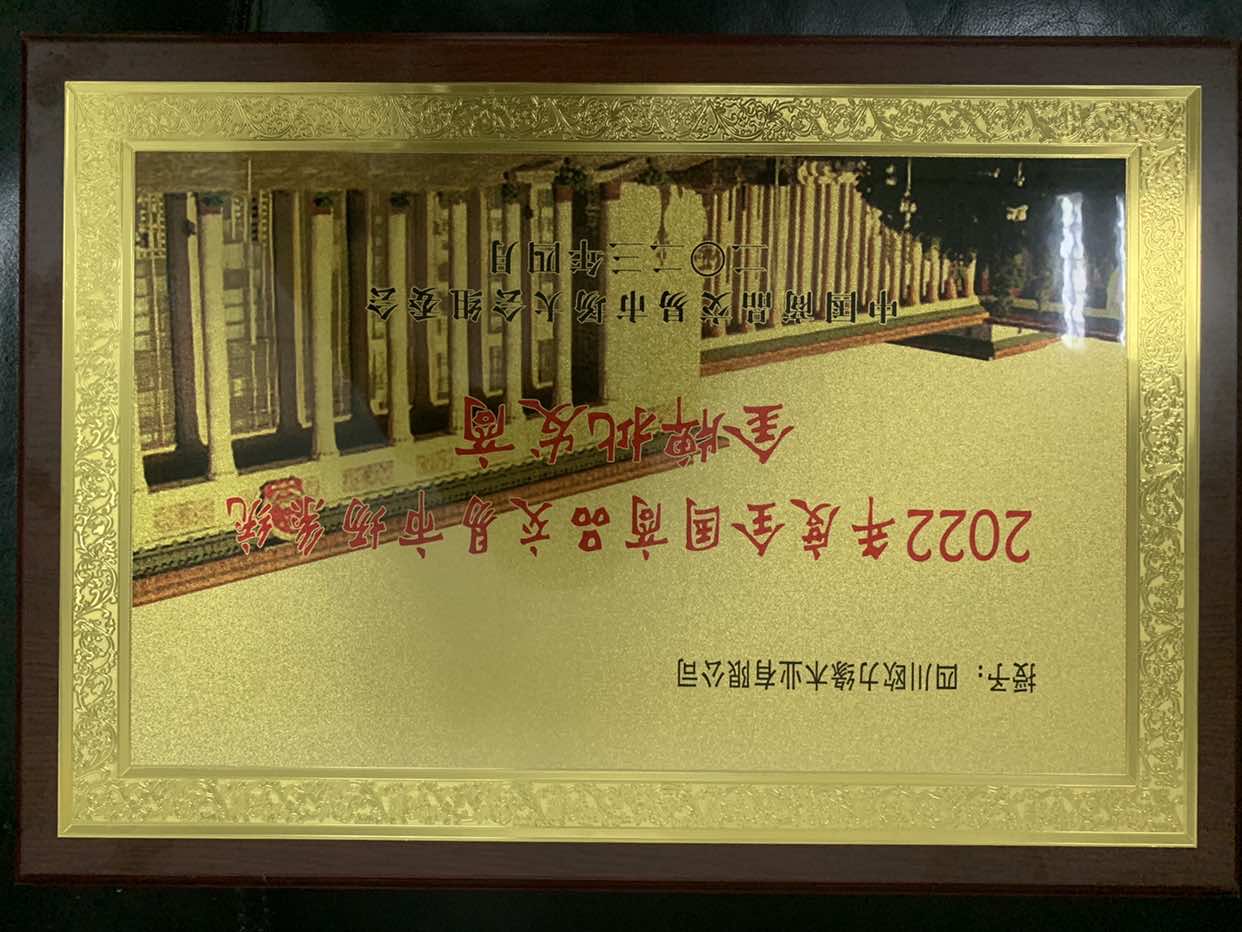 授予：四川欧力缘木业有限公司
2022年度全国商品交易市场系统
金牌批发商
中国商品交易市场大会组委会
二〇二三年四月